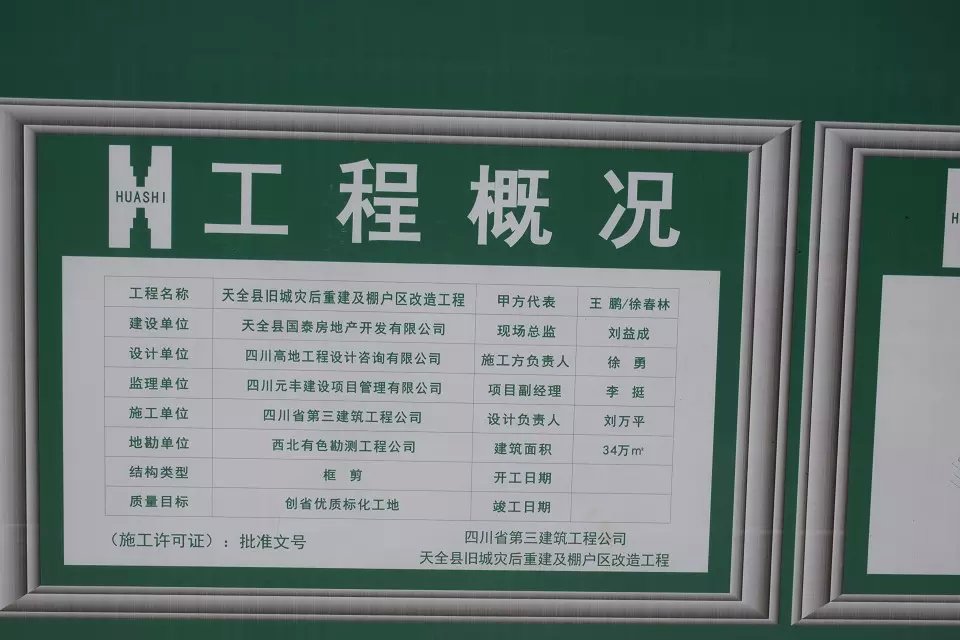 HUASHI
工程概况
工程名称 天全县旧城灾后重建及棚户区改造工程 甲方代表 王 鹏/徐春林
建设单位 天全县国泰房地产开发有限公司 现场总监 刘益成
设计单位 四川高地工程设计咨询有限公司 施工方负责人 徐 勇
监理单位 四川元丰建设项目管理有限公司 项目副经理 李 挺
施工单位 四川省第三建筑工程公司 设计负责人 刘万平
地勘单位 西北有色勘测工程公司 建筑面积 34万㎡
结构类型 框 剪 开工日期
质量目标 创省优质标化工地 竣工日期
（施工许可证）：批准文号 四川省第三建筑工程公司
天全县旧城灾后重建及棚户区改造工程
H